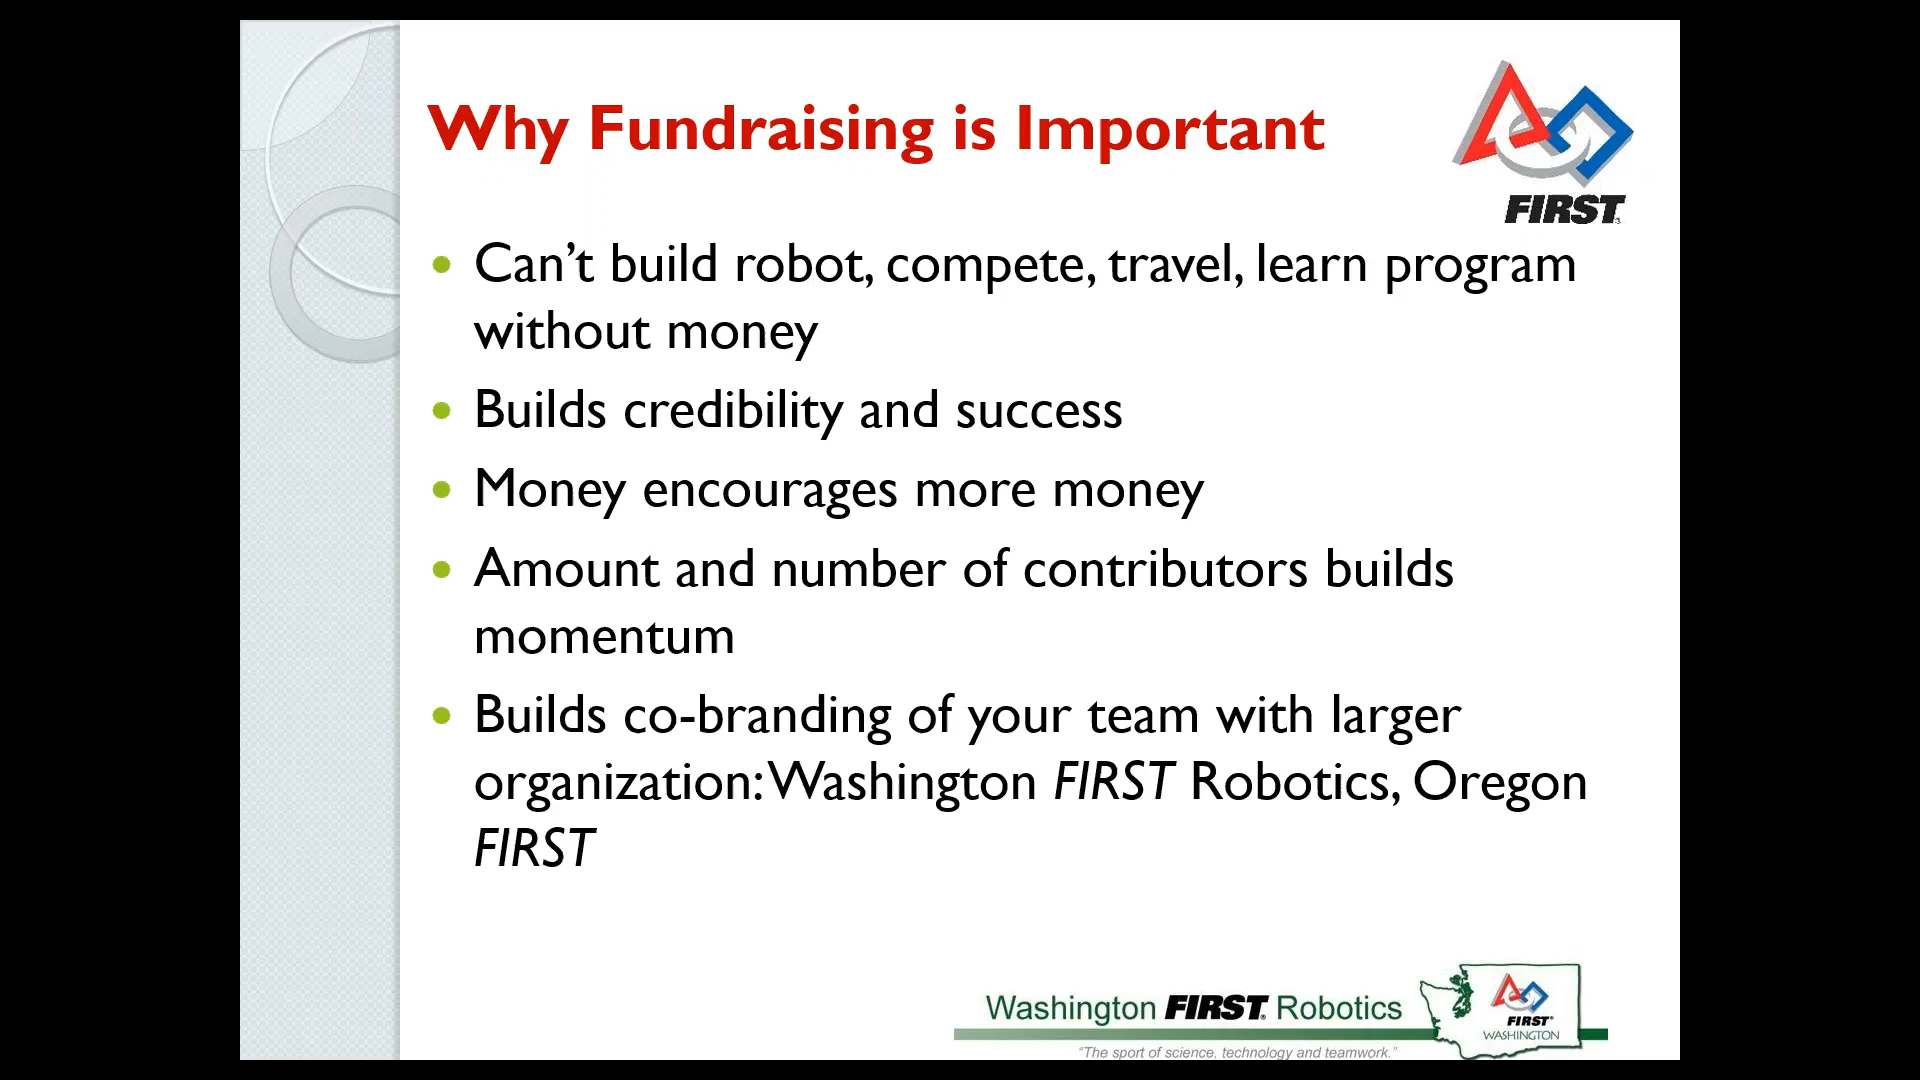 Why Fundraising is Important
FIRST
• Can’t build robot, compete, travel, learn program
without money
• Builds credibility and success
• Money encourages more money
• Amount and number of contributors builds
momentum
• Builds co-branding of your team with larger
organization: Washington FIRST Robotics, Oregon
FIRST
Washington FIRST® Robotics
FIRST®
WASHINGTON
“The sport of science, technology and teamwork.”